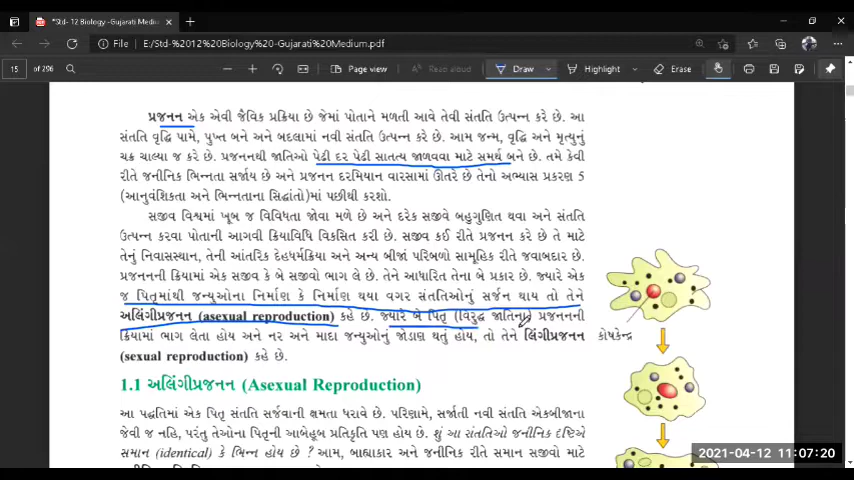 *Std- 12 Biology-Gujarati Mediu
File
E:/Std-%2012%20Biology%20-Gujarati%20Medium.pdf
15 of 296
Page view
Read aloud
Draw
Highlight
Erase
પ્રજનન એક એવી જૈવિક પ્રક્રિયા છે જેમાં પોતાને મળતી આવે તેવી સંતતિ ઉત્પન્ન કરે છે. આ
સંતતિ વૃદ્ધિ પામે, પુખ્ત બને અને બદલામાં નવી સંતતિ ઉત્પન્ન કરે છે. આમ જન્મ, વૃદ્ધિ અને મૃત્યુનું
ચક્ર ચાલ્યા જ કરે છે. પ્રજનનથી જાતિઓ પેઢી દર પેઢી સાતત્ય જાળવવા માટે સમર્થ બને છે. તમે કેવી
રીતે જનીનિક ભિન્નતા સર્જાય છે અને પ્રજનન દરમિયાન વારસામાં ઊતરે છે તેનો અભ્યાસ પ્રકરણ 5
(આનુવંશિકતા અને ભિન્નતાના સિદ્ધાંતો)માં પછીથી કરશો.
સજીવ વિશ્વમાં ખૂબ જ વિવિધતા જોવા મળે છે અને દરેક સજીવે બહુગુણિત થવા અને સંતતિ
ઉત્પન્ન કરવા પોતાની આગવી ક્રિયાવિધિ વિકસિત કરી છે. સજીવ કઈ રીતે પ્રજનન કરે છે તે માટે
તેનું નિવાસસ્થાન, તેની આંતરિક દેહધર્મક્રિયા અને અન્ય બીજાં પરિબળો સામૂહિક રીતે જવાબદાર છે.
પ્રજનનની ક્રિયામાં એક સજીવ કે બે સજીવો ભાગ લે છે. તેને આધારિત તેના બે પ્રકાર છે. જ્યારે એક
જ પિતૃમાંથી જન્યુઓના નિર્માણ કે નિર્માણ થયા વગર સંતતિઓનું સર્જન થાય તો તેને
અલિંગીપ્રજનન (asexual reproduction) કહે છે. જ્યારે બે પિતૃ (વિરુદ્ધ જાતિના) પ્રજનનની
ક્રિયામાં ભાગ લેતા હોય અને નર અને માદા જન્યુઓનું જોડાણ થતું હોય, તો તેને લિંગીપ્રજનન
(sexual reproduction) કહે છે.
કોષકેન્દ્ર
1.1 અલિંગીપ્રજનન (Asexual Reproduction)
આ પદ્ધતિમાં એક પિતૃ સંતતિ સર્જવાની ક્ષમતા ધરાવે છે. પરિણામે, સર્જાતી નવી સંતતિ એકબીજાના
જેવી જ નહિ, પરંતુ તેઓના પિતૃની આબેહૂબ પ્રતિકૃતિ પણ હોય છે. શું આ સંતતિઓ જનીનિક દૃષ્ટિએ
સમાન (identical) કે ભિન્ન હોય છે ? આમ, બાહ્યાકાર અને જનીનિક રીતે સમાન સજીવો માટે
2021-04-12 11:07:20